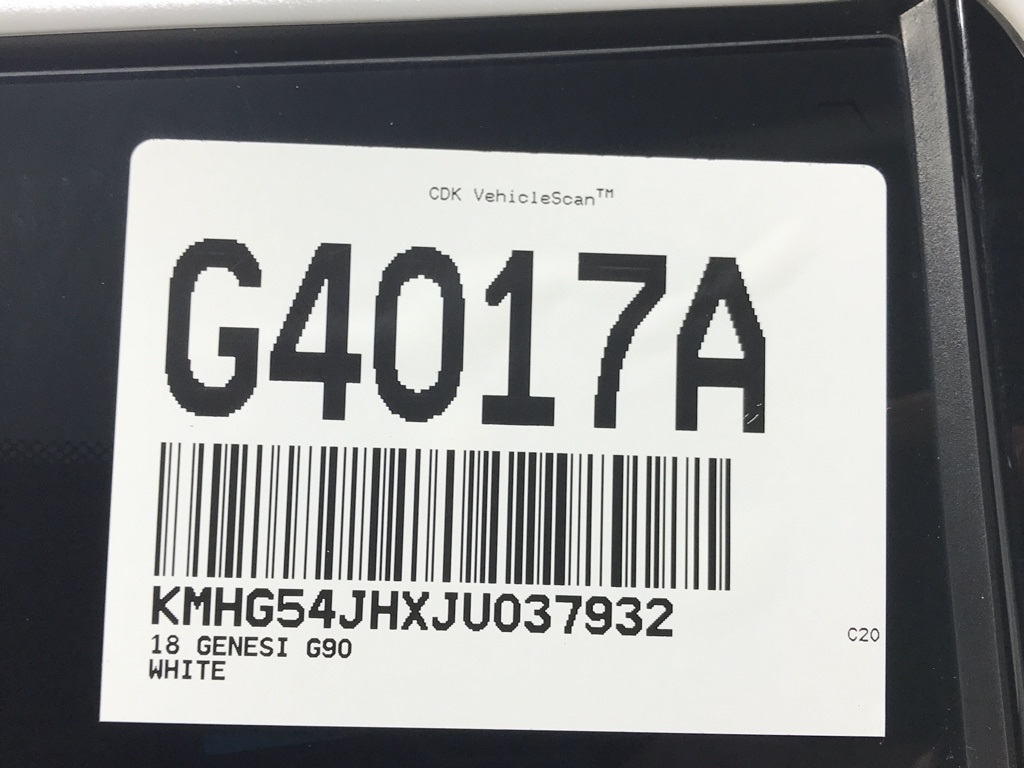 CDK VehicleScan™
G4017A
KMHG54JHXJU037932
18 GENESI G90
WHITE
C20